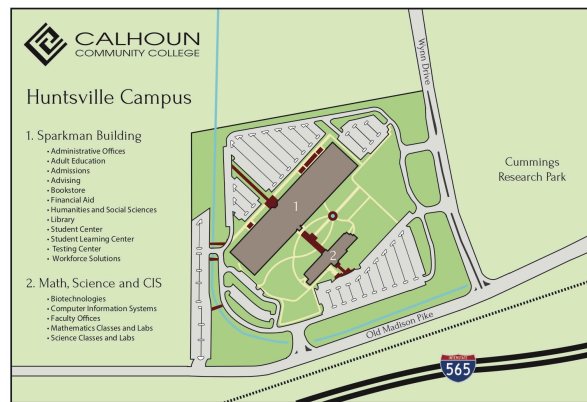 CALHOUN
COMMUNITY COLLEGE
Huntsville Campus
1. Sparkman Building
• Administrative Offices
• Adult Education
• Admissions
• Advising
• Bookstore
• Financial Aid
• Humanities and Social Sciences
• Library
• Student Center
• Student Learning Center
• Testing Center
• Workforce Solutions
2. Math, Science and CIS
• Biotechnologies
• Computer Information Systems
• Faculty Offices
• Mathematics Classes and Labs
• Science Classes and Labs
Wynn Drive
Cummings
Research Park
1
2
Old Madison Pike
INTERSTATE
565